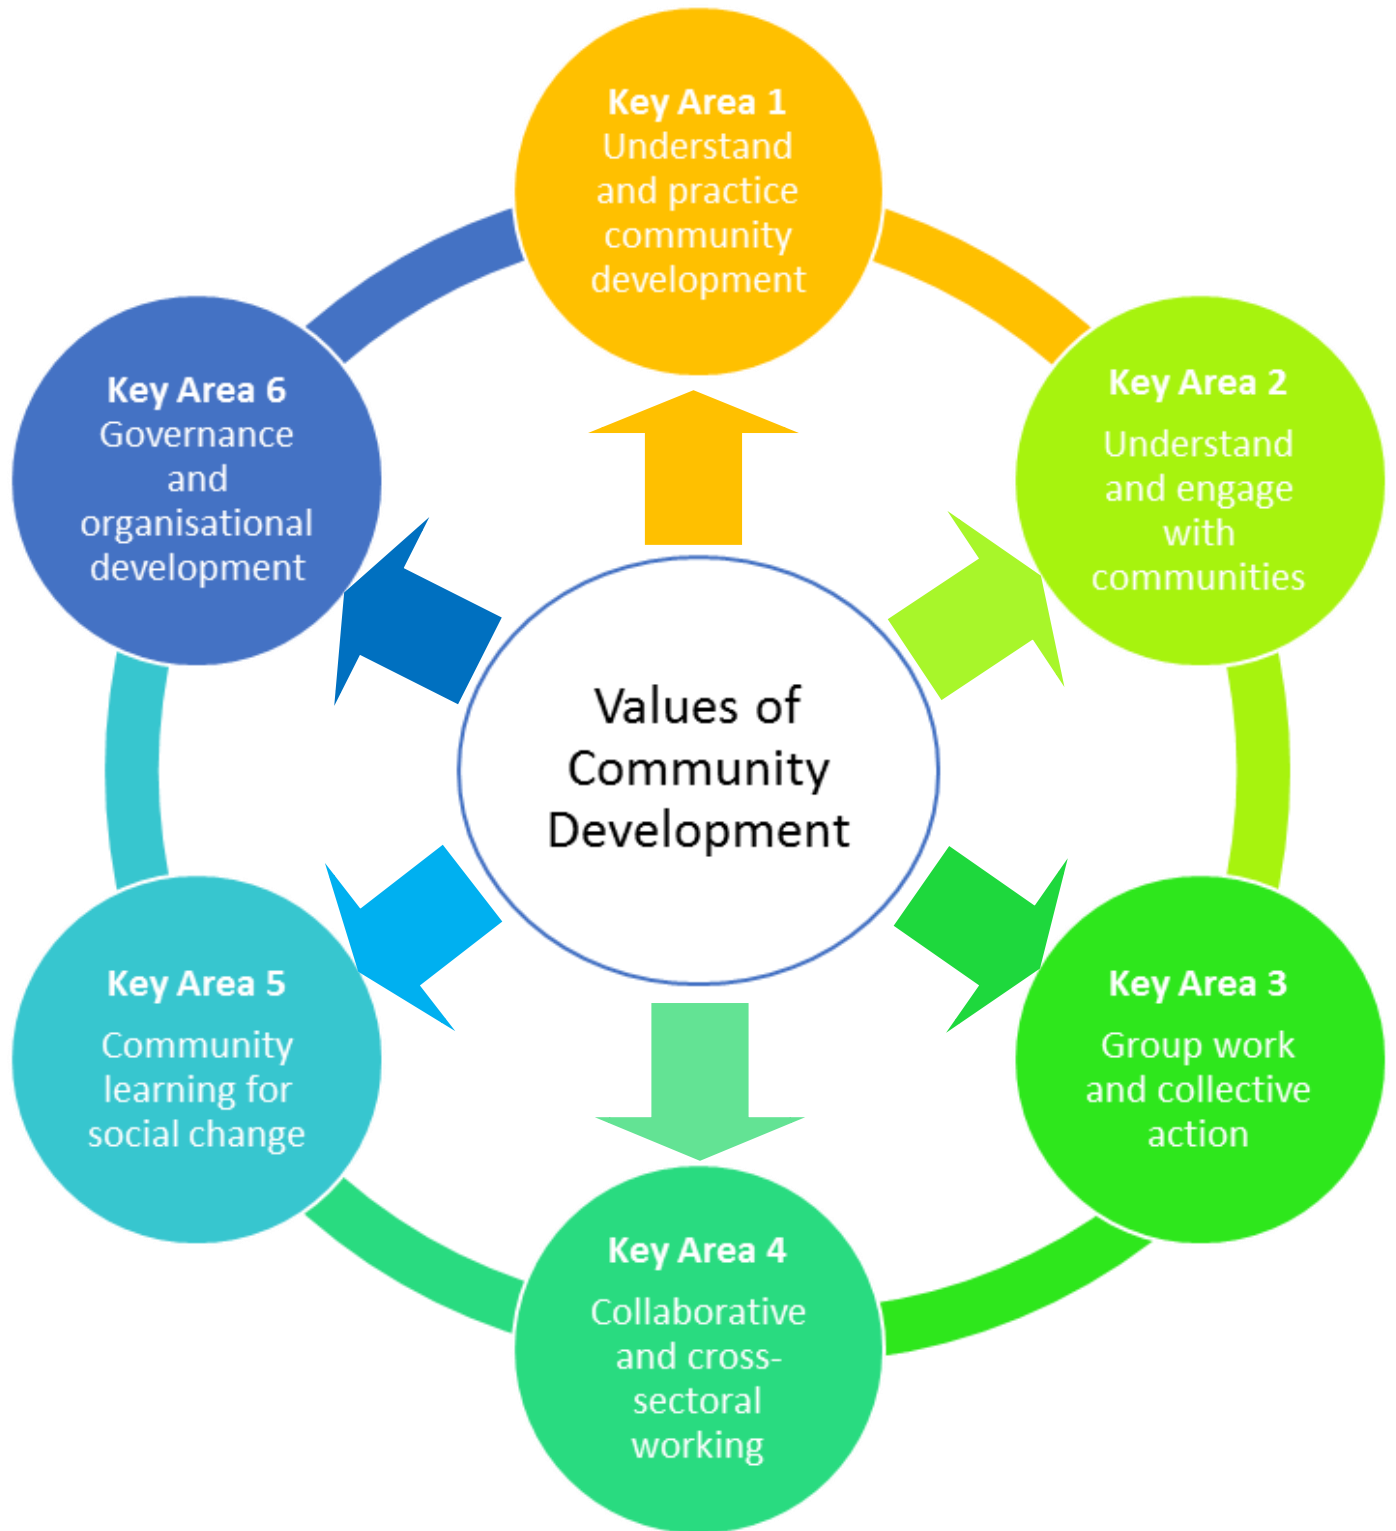 Key Area 1
Understand
and practice
community
development
Key Area 2
Understand
and engage
with
communities
Key Area 3
Group work
and collective
action
Key Area 4
Collaborative
and cross-
sectoral
working
Key Area 5
Community
learning for
social change
Key Area 6
Governance
and
organisational
development
Values of
Community
Development